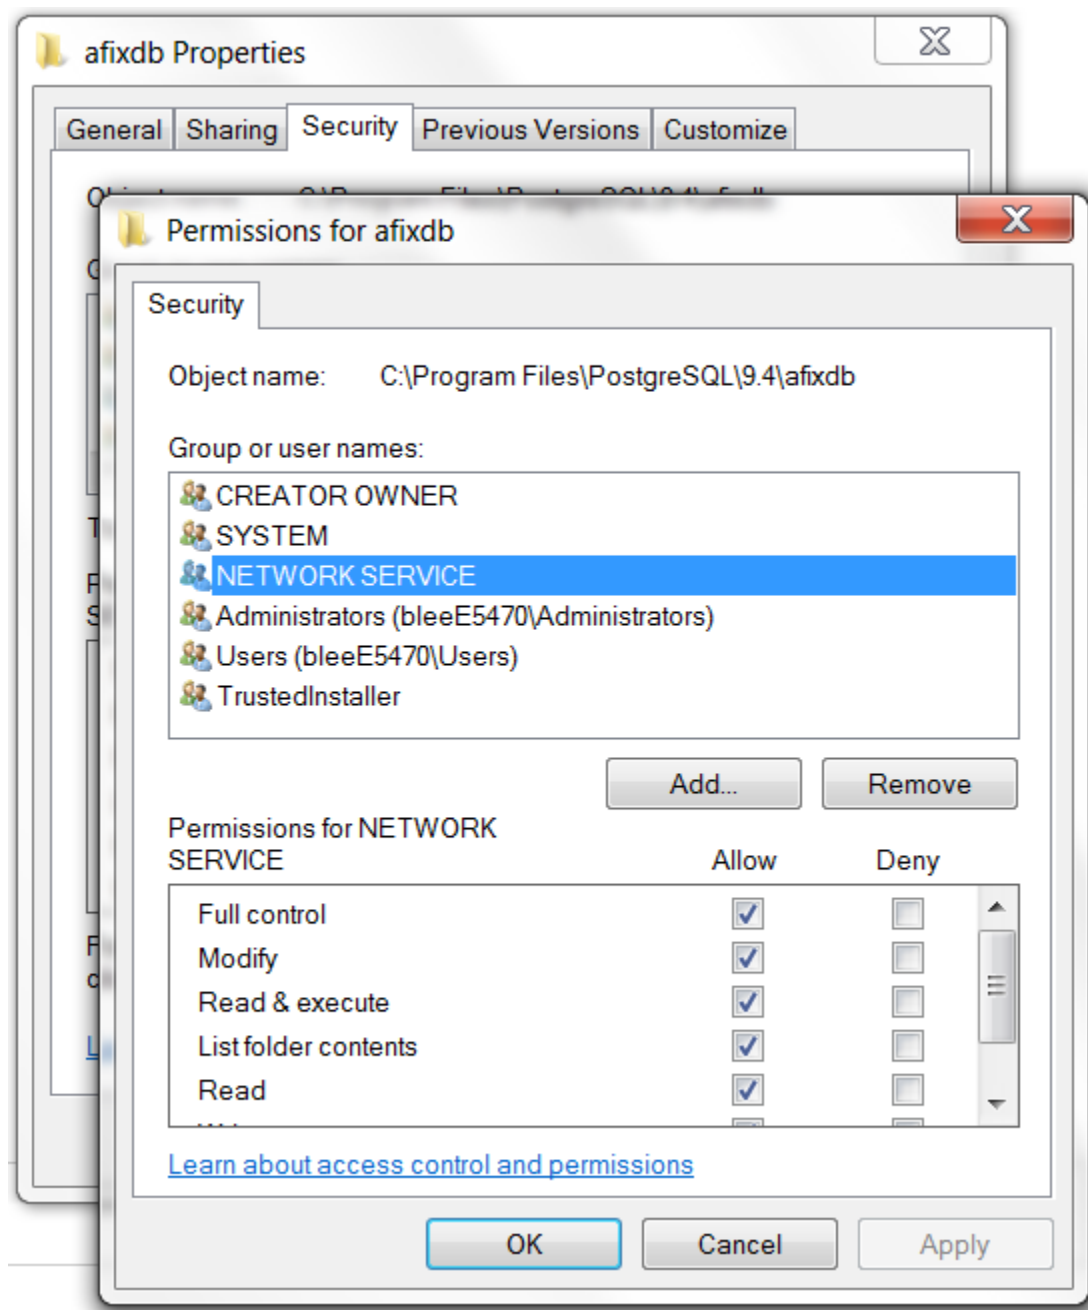 afixdb Properties
General Sharing Security Previous Versions Customize
Permissions for afixdb
Security
Object name: C:\Program Files\PostgreSQL\9.4\afixdb
Group or user names:
CREATOR OWNER
SYSTEM
NETWORK SERVICE
Administrators (bleeE5470\Administrators)
Users (bleeE5470\Users)
TrustedInstaller
Add... Remove
Permissions for NETWORK
SERVICE Allow Deny
Full control
Modify
Read & execute
List folder contents
Read
Learn about access control and permissions
OK Cancel Apply